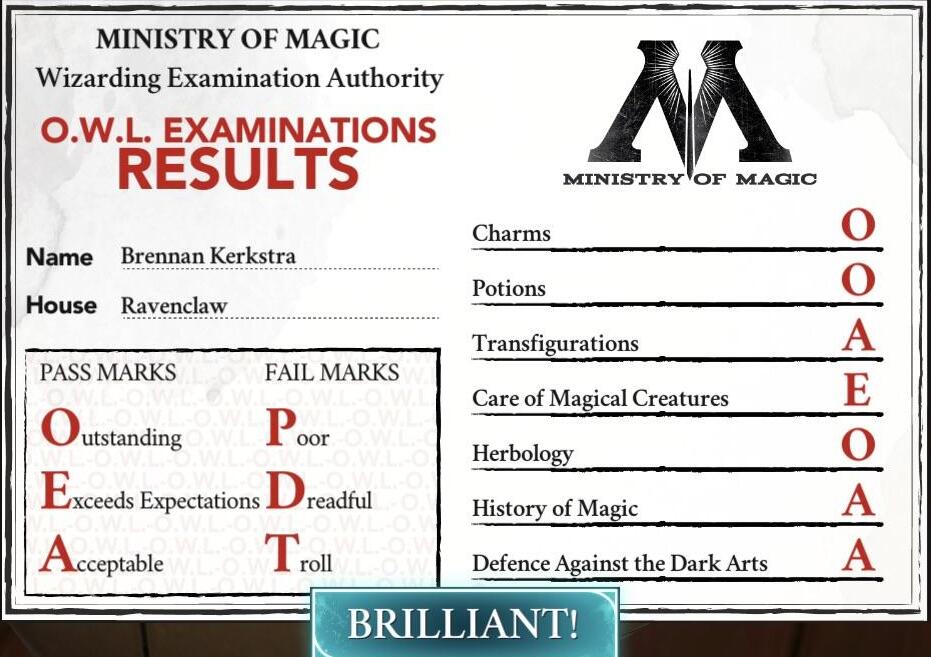 MINISTRY OF MAGIC
Wizarding Examination Authority
O.W.L. EXAMINATIONS
RESULTS
Name Brennan Kerkstra
House Ravenclaw
PASS MARKS FAIL MARKS
Outstanding Poor
Exceeds Expectations Dreadful
Acceptable Troll
MINISTRY OF MAGIC
Charms O
Potions O
Transfigurations A
Care of Magical Creatures E
Herbology O
History of Magic A
Defence Against the Dark Arts A
BRILLIANT!